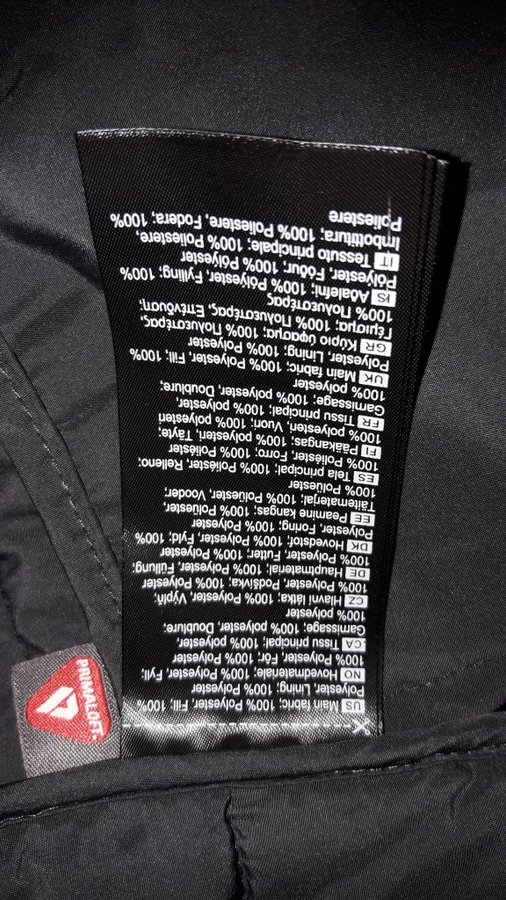 US Main fabric; 100% Polyester, Fill; 100%
Polyester, Lining; 100% Polyester
NO Hovedmateriale; 100% Polyester, Fyll;
100% Polyester, Fôr; 100% Polyester
CA Tissu principal; 100% polyester,
Garnissage; 100% polyester, Doublure;
100% polyester
CZ Hlavní látka; 100% Polyester, Výplň;
100% Polyester, Podšívka; 100% Polyester
DE Hauptmaterial; 100% Polyester, Füllung;
100% Polyester, Futter; 100% Polyester
DK Hovedstof; 100% Polyester, Fyld; 100%
Polyester, Foring; 100% Polyester
EE Peamine kangas; 100% Polüester,
Täitematerjal; 100% Polüester, Vooder;
100% Polüester
ES Tela principal; 100% Poliéster, Relleno;
100% Poliéster, Forro; 100% Poliéster
FI Pääkangas; 100% polyesteri, Täyte;
100% polyesteri, Vuori; 100% polyesteri
FR Tissu principal; 100% polyester,
Garnissage; 100% polyester, Doublure;
100% polyester
UK Main fabric; 100% Polyester, Fill; 100%
Polyester, Lining; 100% Polyester
GR Κύριο ύφασμα; 100% Πολυεστέρας,
Γέμισμα; 100% Πολυεστέρας, Επένδυση;
100% Πολυεστέρας
IS Aðalefni; 100% Polyester, Fylling; 100%
Pólyester, Fóður; 100% Polyester
IT Tessuto principale; 100% Poliestere,
Imbottitura; 100% Poliestere, Fodera; 100%
Poliestere
PRIMALOFT